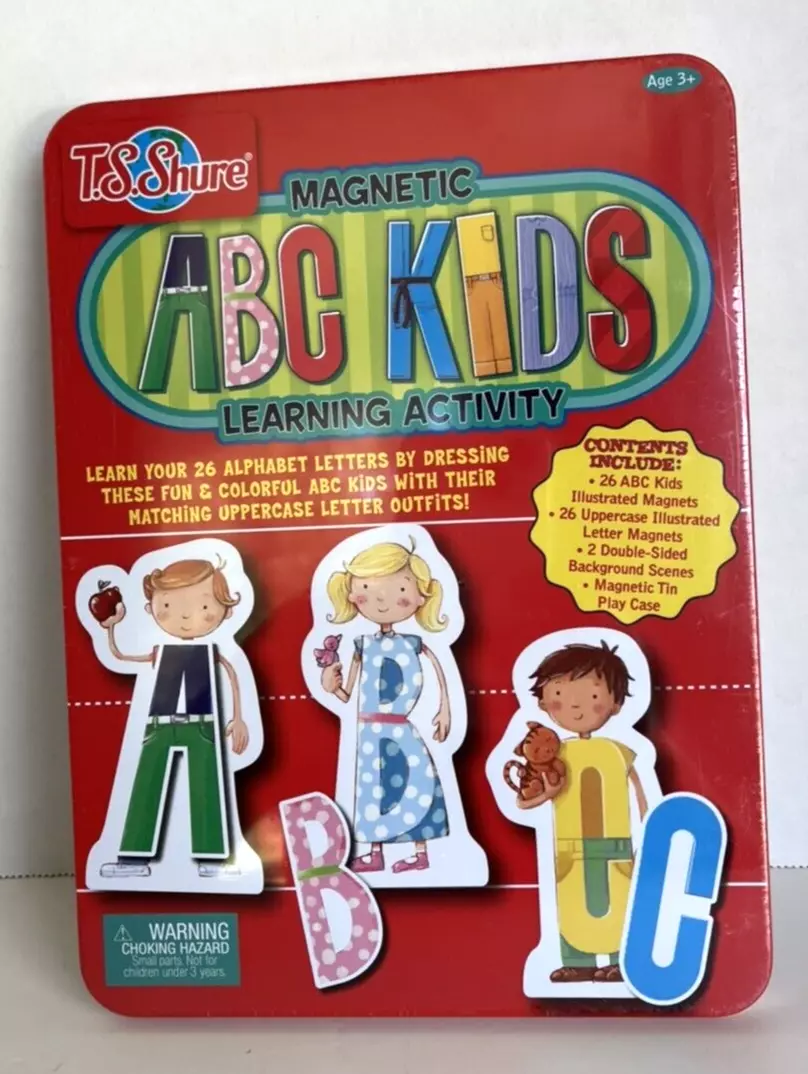 Age 3+
T.S.Shure®
MAGNETIC
ABC KIDS
LEARNING ACTIVITY
LEARN YOUR 26 ALPHABET LETTERS BY DRESSING
THESE FUN & COLORFUL ABC KIDS WITH THEIR
MATCHING UPPERCASE LETTER OUTFITS!
CONTENTS
INCLUDE:
• 26 ABC Kids
Illustrated Magnets
• 26 Uppercase Illustrated
Letter Magnets
• 2 Double-Sided
Background Scenes
• Magnetic Tin
Play Case
A
B
B
C
WARNING
CHOKING HAZARD
Small parts. Not for
children under 3 years.